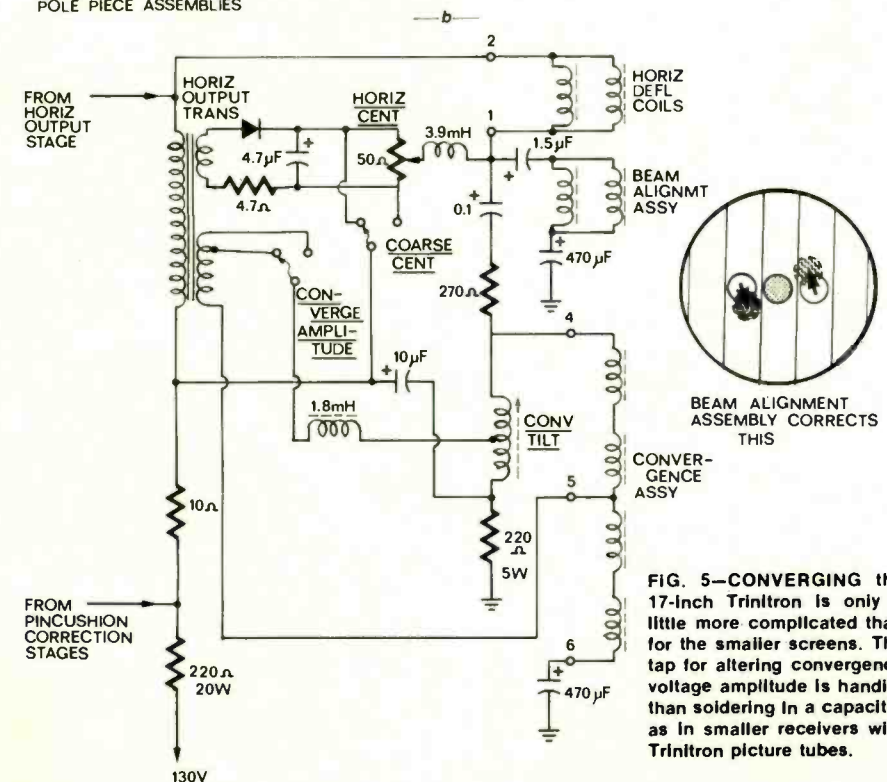 POLE PIECE ASSEMBLIES
b
2
HORIZ
DEFL
COILS
FROM
HORIZ
OUTPUT
STAGE
HORIZ
OUTPUT
TRANS
HORIZ
CENT
1
3.9mH
1.5µF
+
4.7µF
+
50Ω
4.7Ω
+
0.1
BEAM
ALIGNMT
ASSY
+
470µF
COARSE
CENT
270Ω
4
CON-
VERGE
AMPLI-
TUDE
10µF
+
1.8mH
CONV
TILT
BEAM ALIGNMENT
ASSEMBLY CORRECTS
THIS
CONVER-
GENCE
ASSY
5
10Ω
220
Ω
5W
FROM
PINCUSHION
CORRECTION
STAGES
220Ω
20W
6
+
470µF
130V
FIG. 5—CONVERGING th
17-inch Trinitron is only
little more complicated tha
for the smaller screens. Th
tap for altering convergenc
voltage amplitude is handi
than soldering in a capacit
as in smaller receivers wi
Trinitron picture tubes.